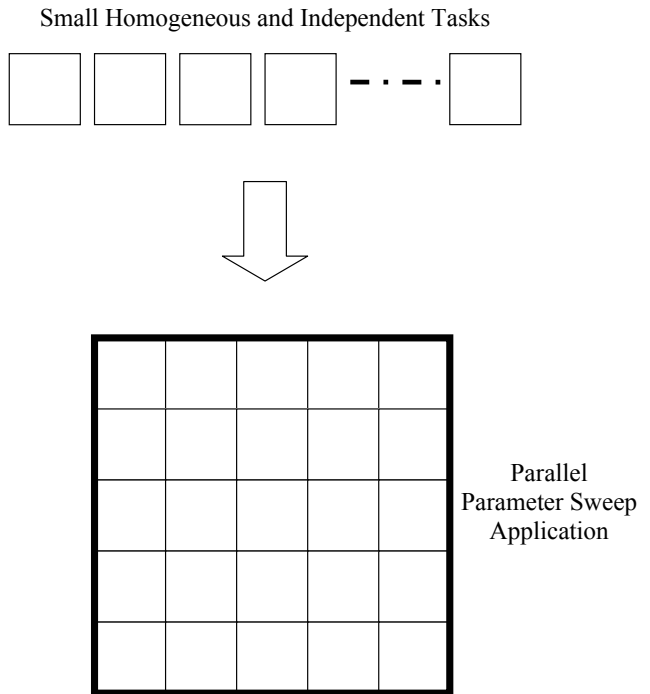 Small Homogeneous and Independent Tasks
Parallel
Parameter Sweep
Application